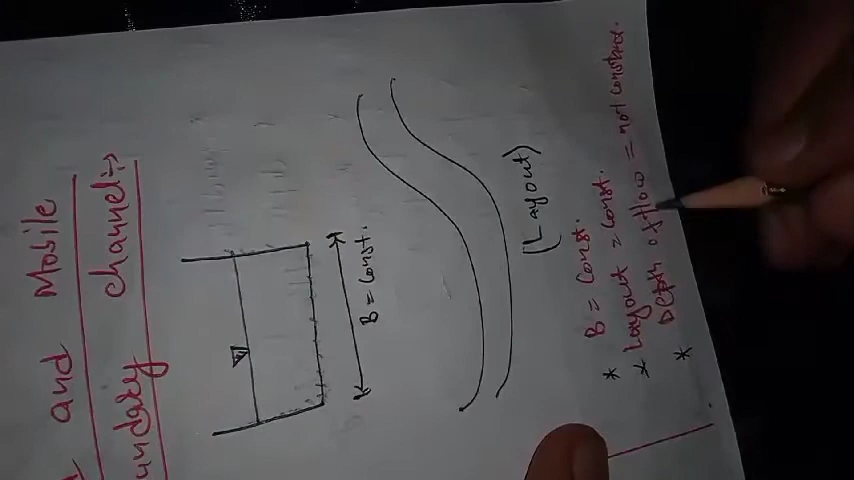 and Mobile
undary channel:-
B = Const.
(Layout)
* B = Const.
* Layout = Const.
* Depth of flow = not constant.